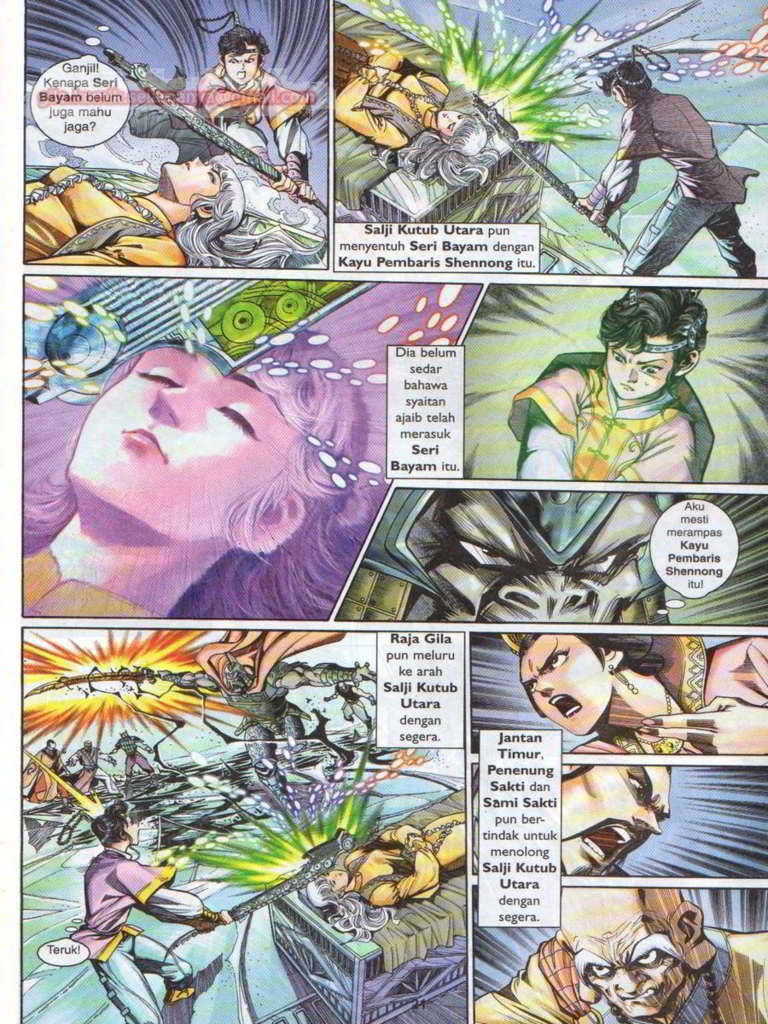 Ganjil!
Kenapa Seri
Bayam belum
juga mahu
jaga?
Salji Kutub Utara pun
menyentuh Seri Bayam dengan
Kayu Pembaris Shennong itu.
Dia belum
sedar
bahawa
syaitan
ajaib telah
merasuk
Seri
Bayam itu.
Aku
mesti
merampas
Kayu
Pembaris
Shennong
itu!
Raja Gila
pun meluru
ke arah
Salji Kutub
Utara
dengan
segera.
Teruk!
Jantan
Timur,
Penenung
Sakti dan
Sami Sakti
pun ber-
tindak untuk
menolong
Salji Kutub
Utara
dengan
segera.
21